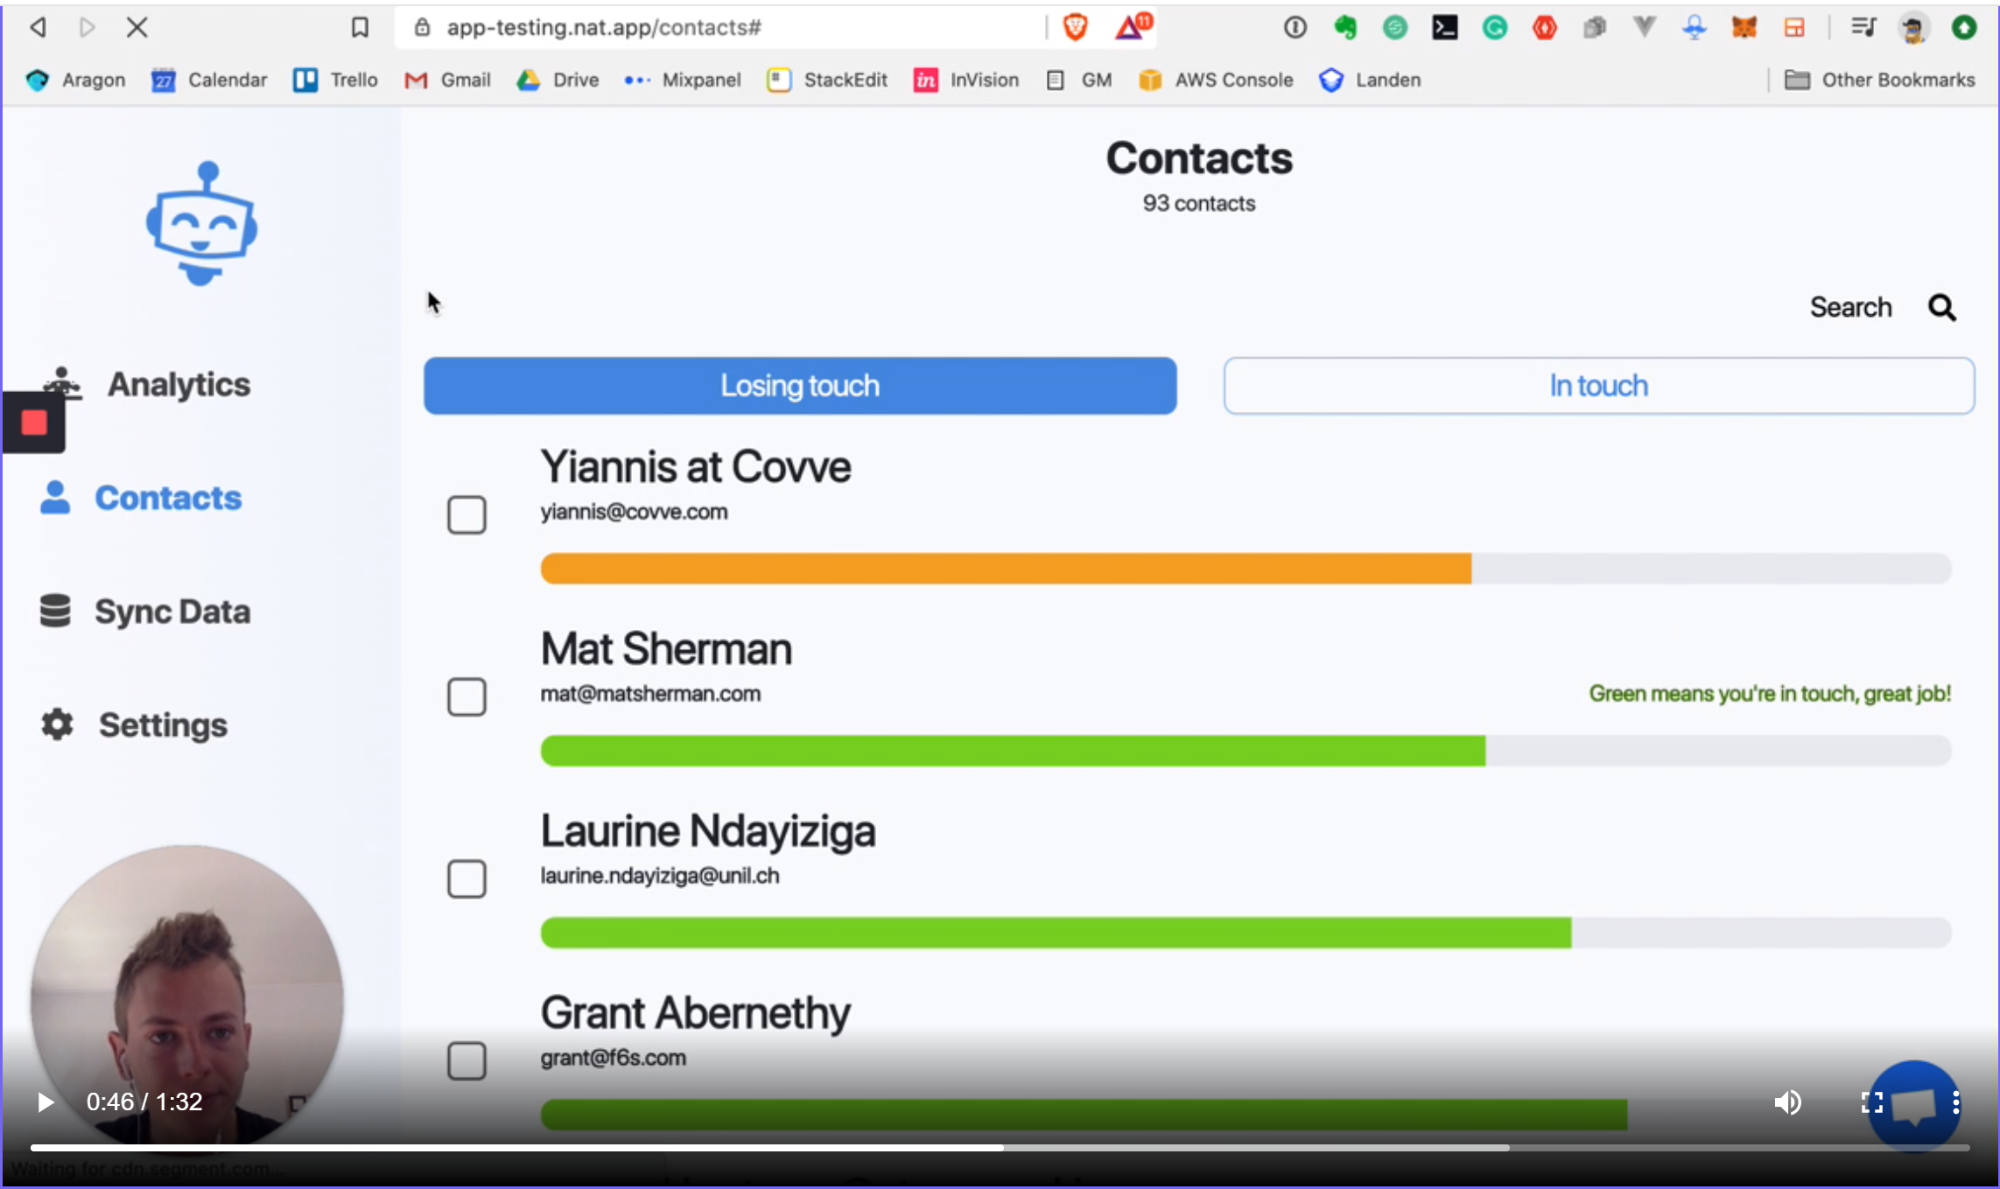 app-testing.nat.app/contacts#
11
Aragon
27
Calendar
Trello
Gmail
Drive
Mixpanel
StackEdit
in
InVision
GM
AWS Console
Landen
Other Bookmarks
Contacts
93 contacts
Search
Analytics
Contacts
Sync Data
Settings
Losing touch
In touch
Yiannis at Covve
yiannis@covve.com
Mat Sherman
mat@matsherman.com
Green means you're in touch, great job!
Laurine Ndayiziga
laurine.ndayiziga@unil.ch
Grant Abernethy
grant@f6s.com
0:46 / 1:32
Waiting for cdn.segment.com...